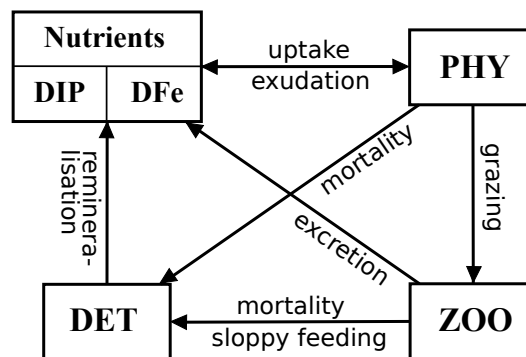 Nutrients
DIP
DFe
uptake
exudation
PHY
reminera-
lisation
mortality
grazing
excretion
DET
mortality
sloppy feeding
ZOO